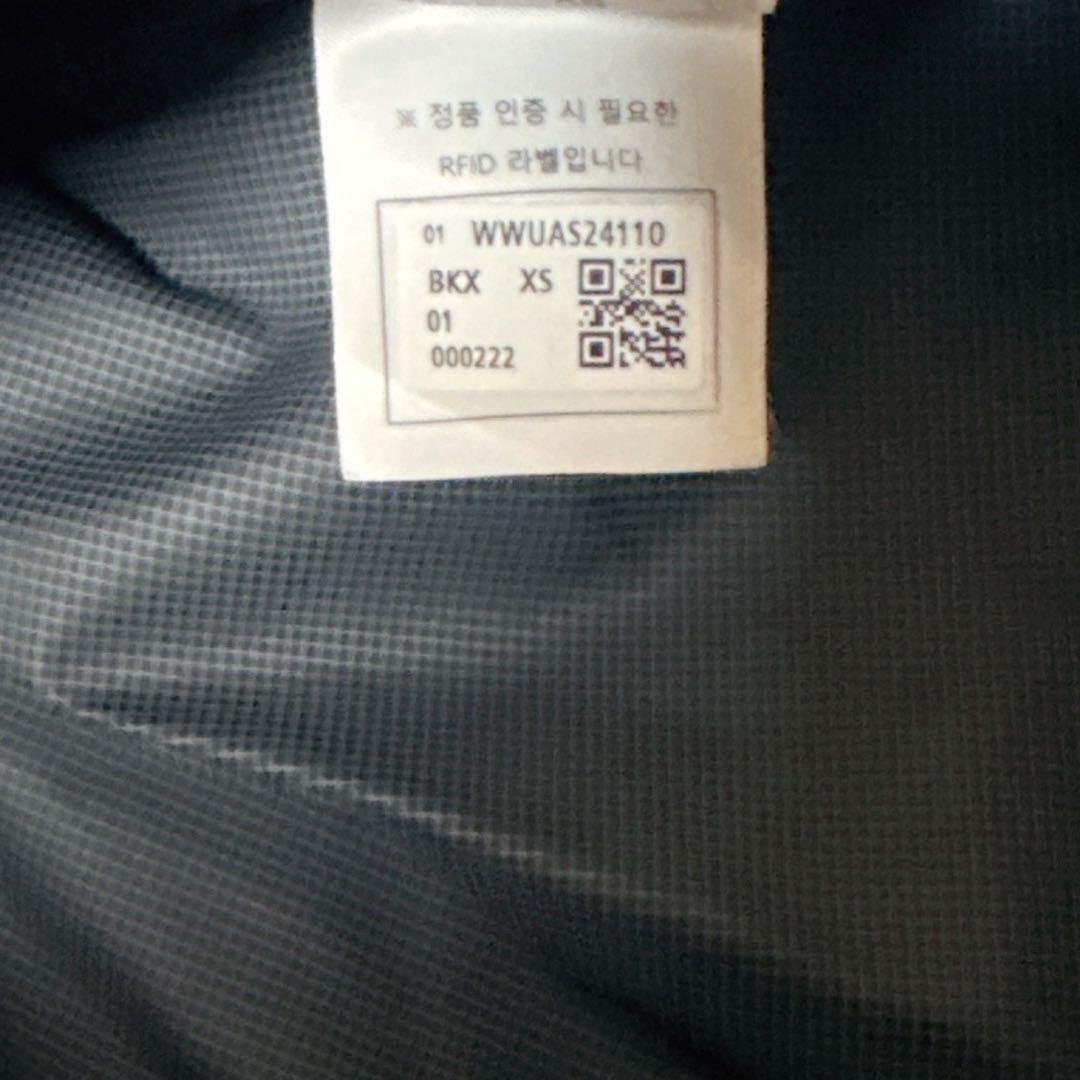 ※ 정품 인증 시 필요한
RFID 라벨입니다
01 WWUAS24110
BKX XS
01
000222